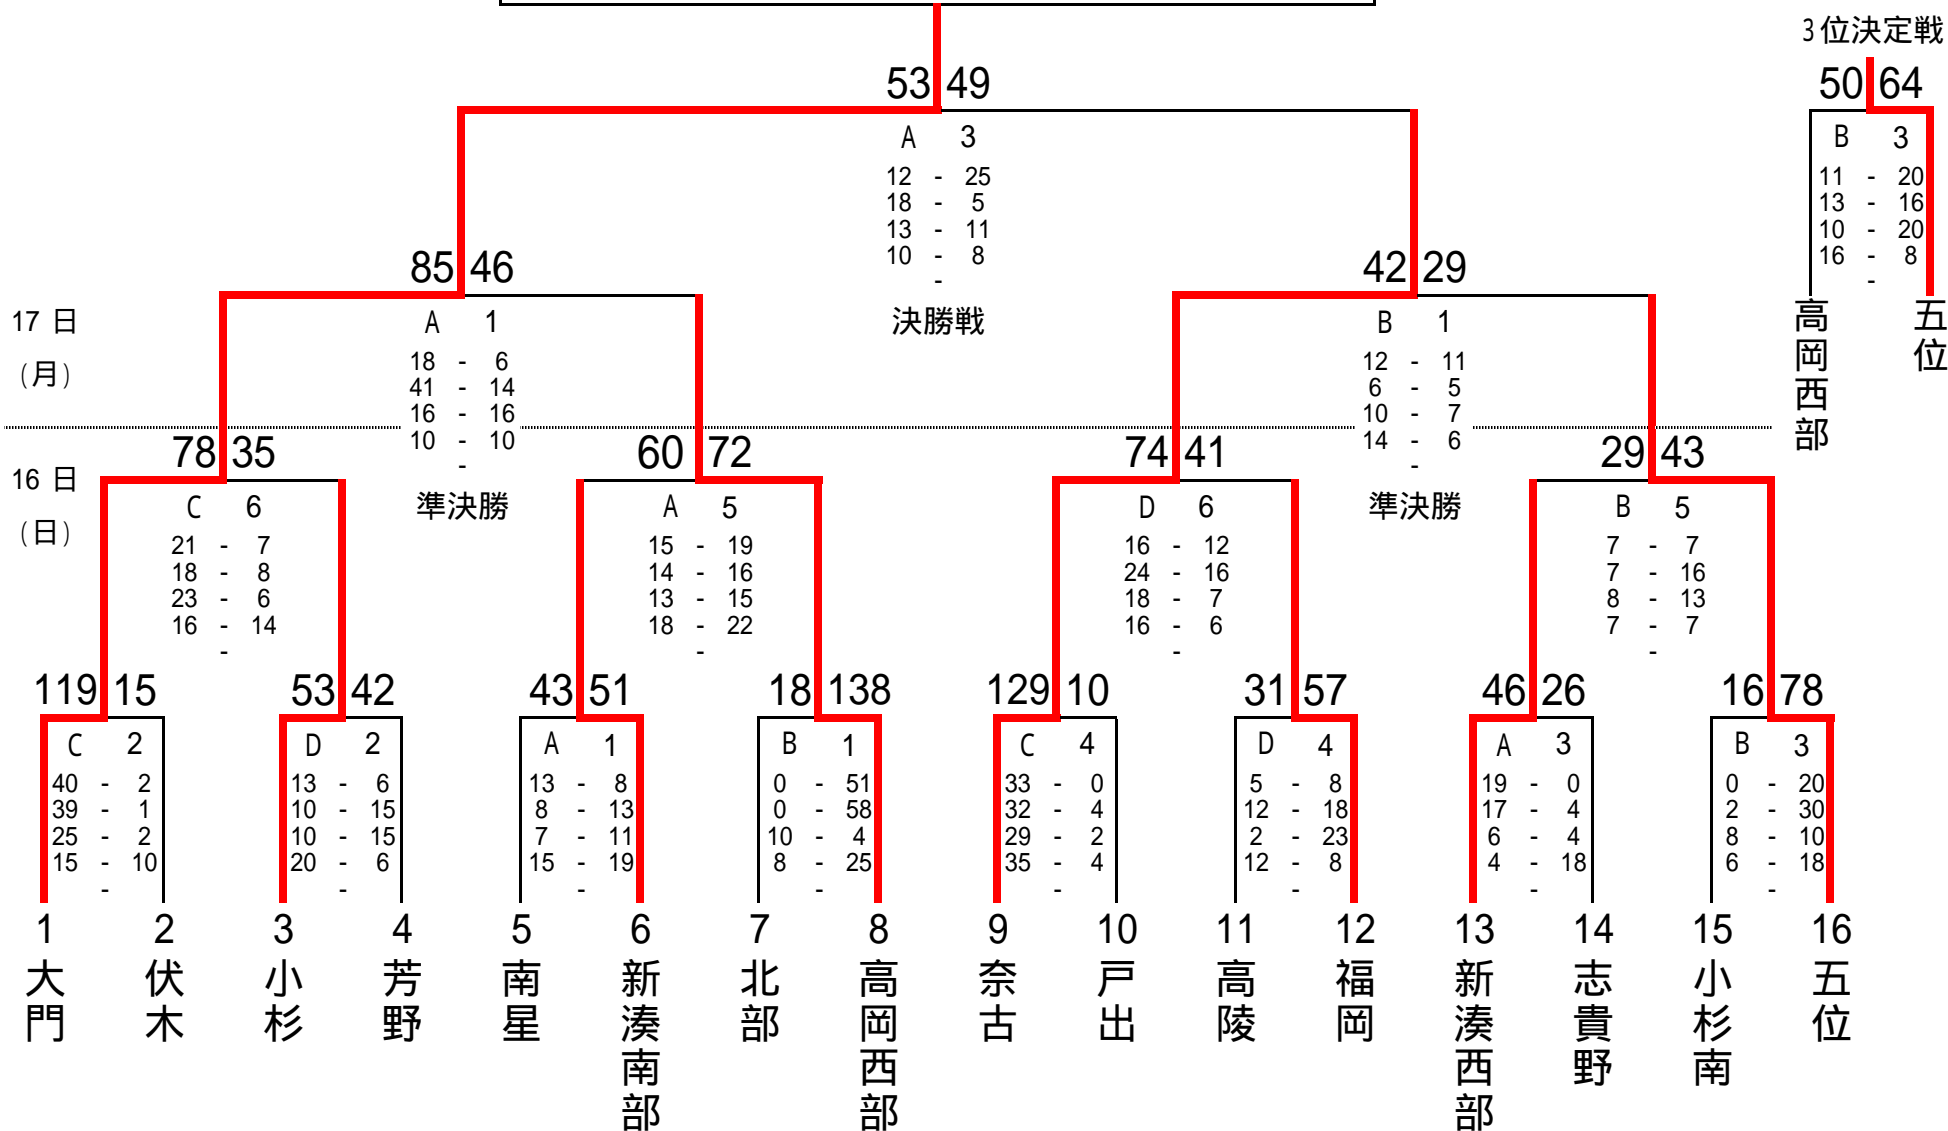 3位決定戦
53 49
50 64
A 3
12 - 25
18 - 5
13 - 11
10 - 8
-
決勝戦
B 3
11 - 20
13 - 16
10 - 20
16 - 8
-
高岡西部
五位
17 日
(月)
85 46
A 1
18 - 6
41 - 14
16 - 16
10 - 10
-
準決勝
42 29
B 1
12 - 11
6 - 5
10 - 7
14 - 6
-
準決勝
16 日
(日)
78 35
C 6
21 - 7
18 - 8
23 - 6
16 - 14
-
60 72
A 5
15 - 19
14 - 16
13 - 15
18 - 22
-
74 41
D 6
16 - 12
24 - 16
18 - 7
16 - 6
-
29 43
B 5
7 - 7
7 - 16
8 - 13
7 - 7
-
119 15
C 2
40 - 2
39 - 1
25 - 2
15 - 10
-
53 42
D 2
13 - 6
10 - 15
10 - 15
20 - 6
-
43 51
A 1
13 - 8
8 - 13
7 - 11
15 - 19
-
18 138
B 1
0 - 51
0 - 58
10 - 4
8 - 25
-
129 10
C 4
33 - 0
32 - 4
29 - 2
35 - 4
-
31 57
D 4
5 - 8
12 - 18
2 - 23
12 - 8
-
46 26
A 3
19 - 0
17 - 4
6 - 4
4 - 18
-
16 78
B 3
0 - 20
2 - 30
8 - 10
6 - 18
-
1 2 3 4 5 6 7 8 9 10 11 12 13 14 15 16
大門
伏木
小杉
芳野
南星
新湊南部
北部
高岡西部
奈古
戸出
高陵
福岡
新湊西部
志貴野
小杉南
五位